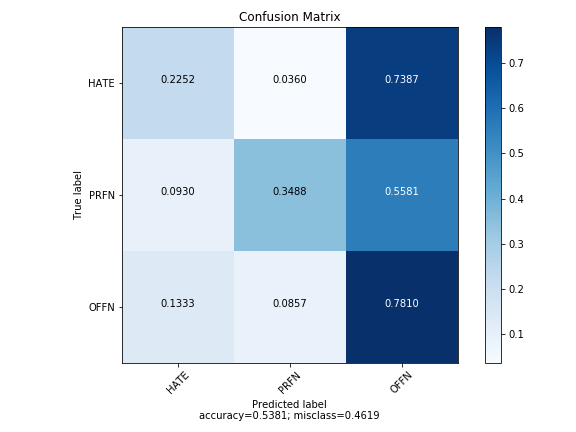 Confusion Matrix
HATE 0.2252 0.0360 0.7387
PRFN 0.0930 0.3488 0.5581
OFFN 0.1333 0.0857 0.7810
HATE PRFN OFFN
True label
Predicted label
accuracy=0.5381; misclass=0.4619
0.7
0.6
0.5
0.4
0.3
0.2
0.1